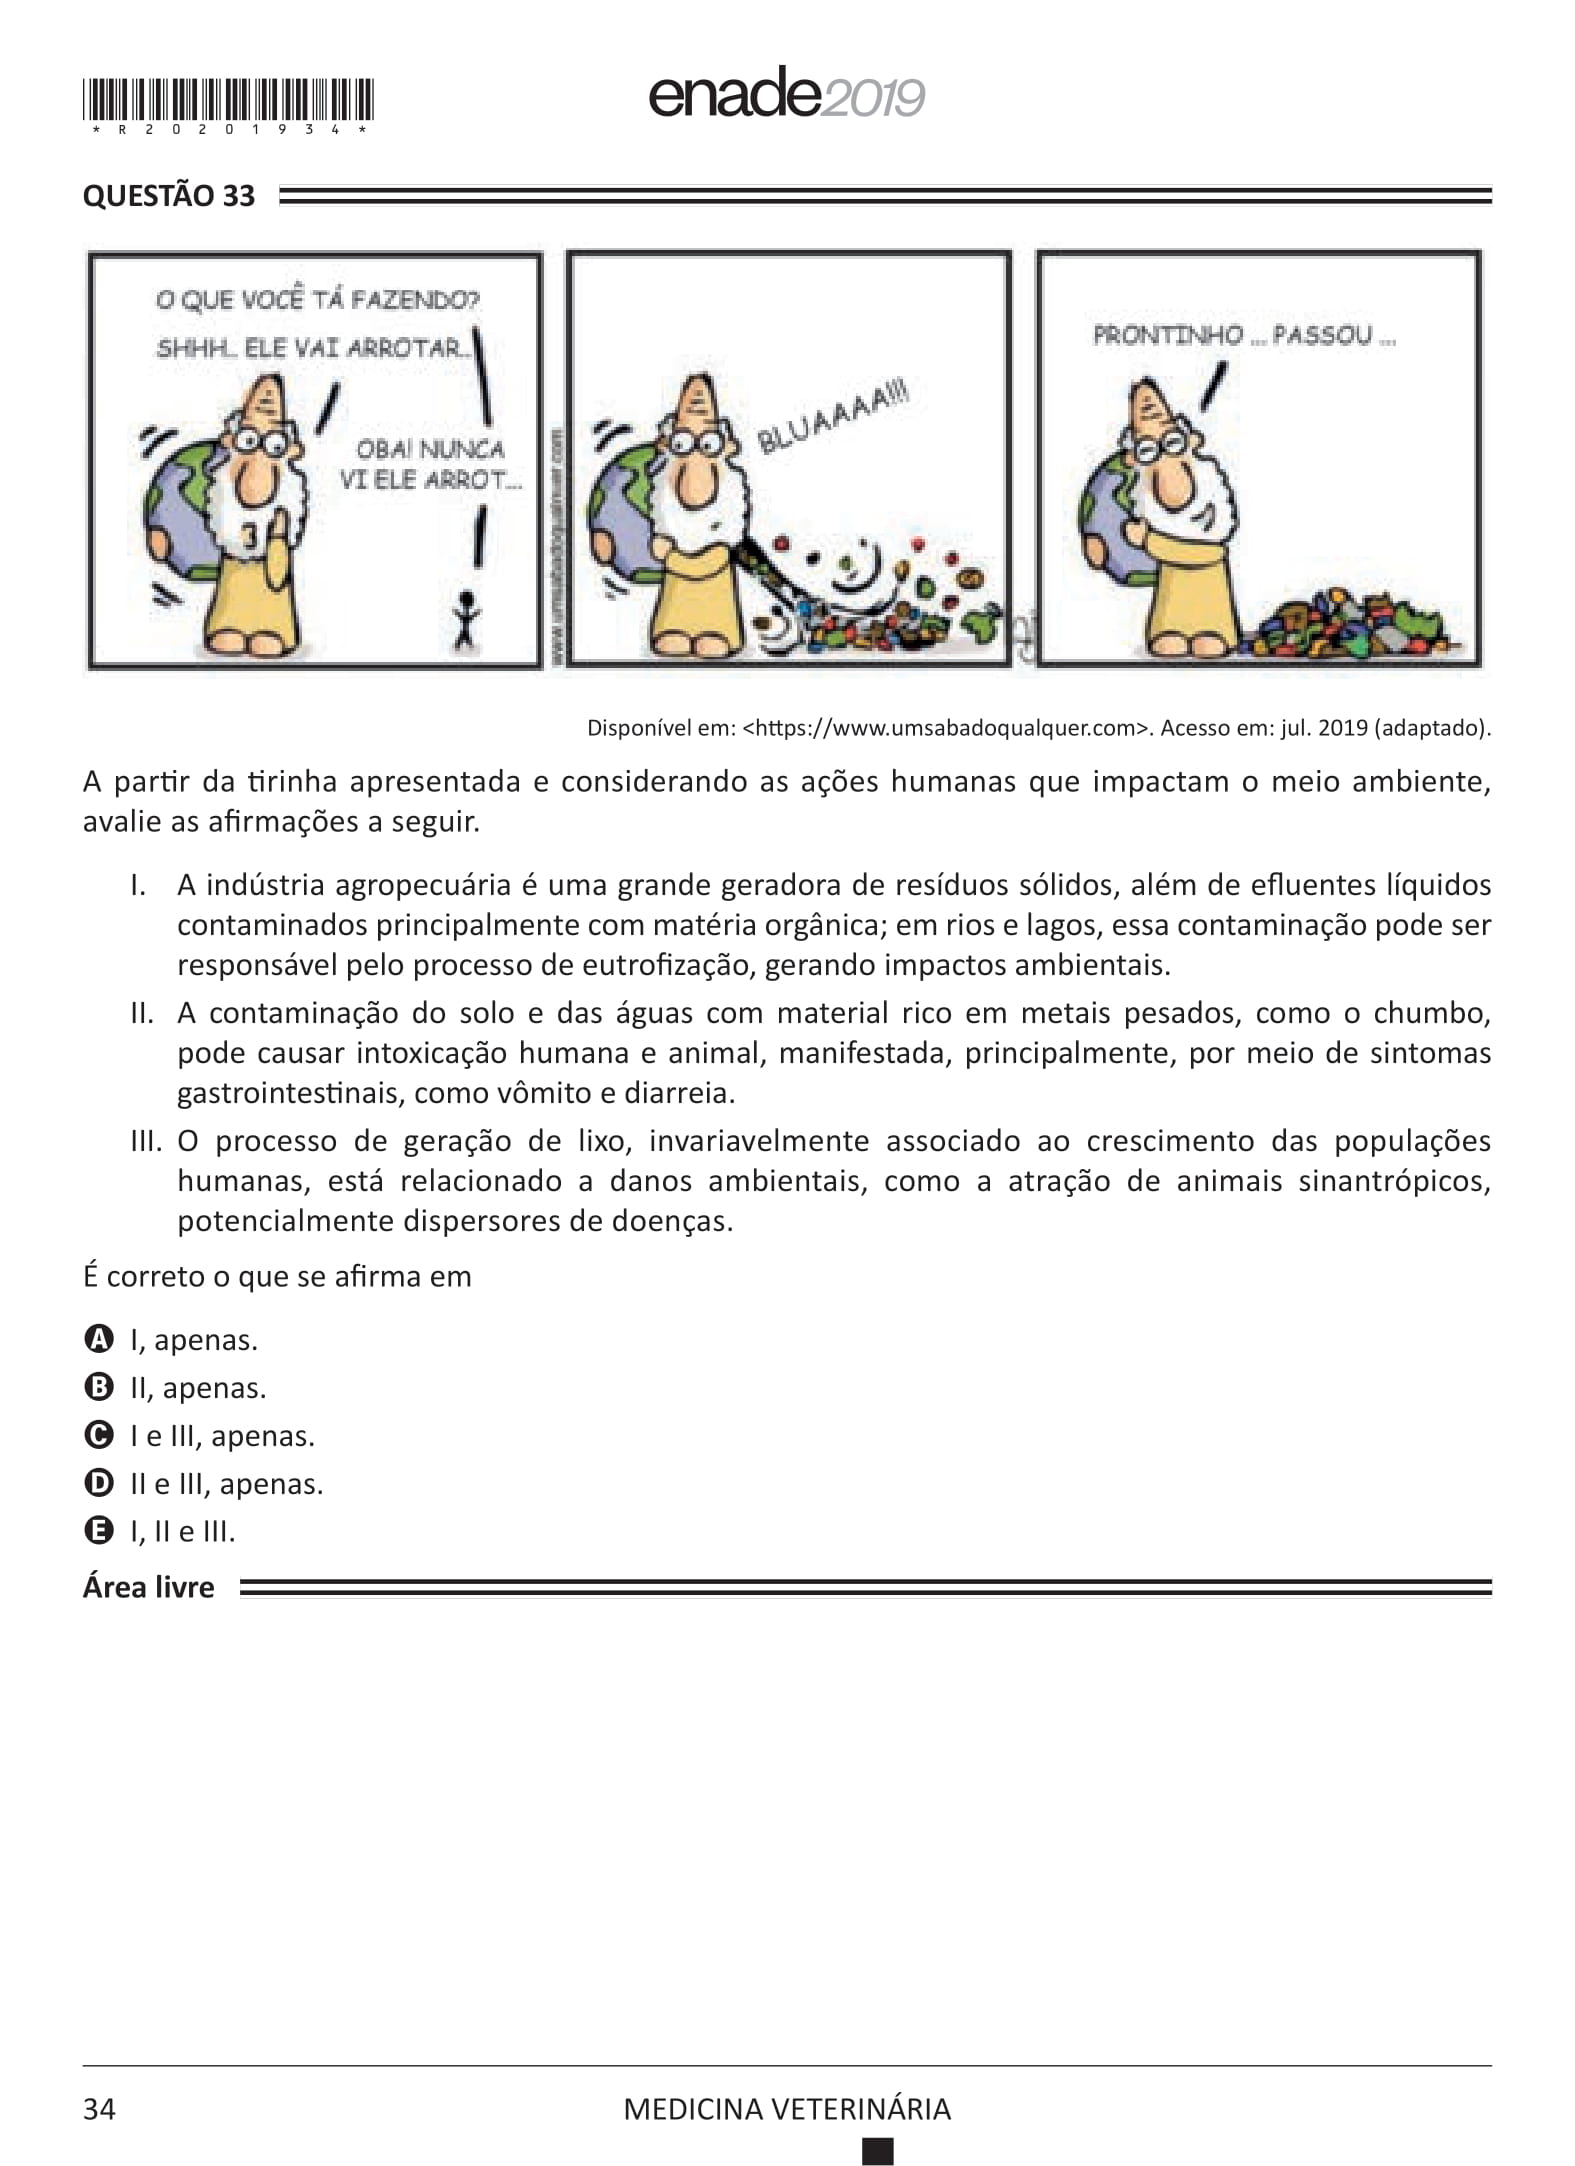 *R20201934*
enade2019
QUESTÃO 33
O QUE VOCÊ TÁ FAZENDO?
SHHH.. ELE VAI ARROTAR...
OBA! NUNCA
VI ELE ARROT...
www.umsabadoqualquer.com
BLUAAAA!!!
PRONTINHO ... PASSOU ...
Disponível em: <https://www.umsabadoqualquer.com>. Acesso em: jul. 2019 (adaptado).
A partir da tirinha apresentada e considerando as ações humanas que impactam o meio ambiente,
avalie as afirmações a seguir.
I. A indústria agropecuária é uma grande geradora de resíduos sólidos, além de efluentes líquidos
contaminados principalmente com matéria orgânica; em rios e lagos, essa contaminação pode ser
responsável pelo processo de eutrofização, gerando impactos ambientais.
II. A contaminação do solo e das águas com material rico em metais pesados, como o chumbo,
pode causar intoxicação humana e animal, manifestada, principalmente, por meio de sintomas
gastrointestinais, como vômito e diarreia.
III. O processo de geração de lixo, invariavelmente associado ao crescimento das populações
humanas, está relacionado a danos ambientais, como a atração de animais sinantrópicos,
potencialmente dispersores de doenças.
É correto o que se afirma em
A I, apenas.
B II, apenas.
C I e III, apenas.
D II e III, apenas.
E I, II e III.
Área livre
34
MEDICINA VETERINÁRIA